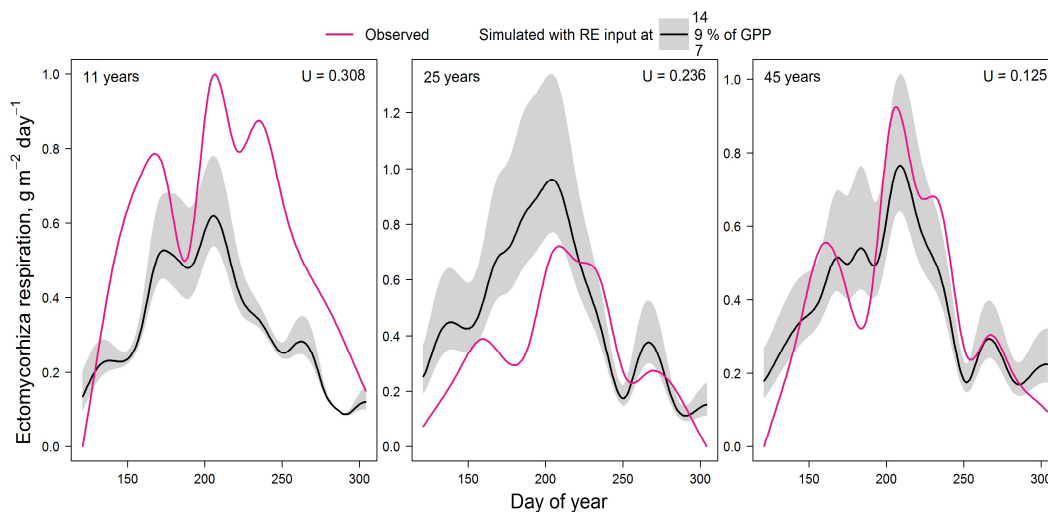 14
Observed Simulated with RE input at 9 % of GPP
7
11 years U = 0.308
25 years U = 0.236
45 years U = 0.125
Ectomycorhiza respiration, g m⁻² day⁻¹
1.0
0.8
0.6
0.4
0.2
0.0
1.2
1.0
0.8
0.6
0.4
0.2
0.0
1.0
0.8
0.6
0.4
0.2
0.0
150 200 250 300
150 200 250 300
150 200 250 300
Day of year